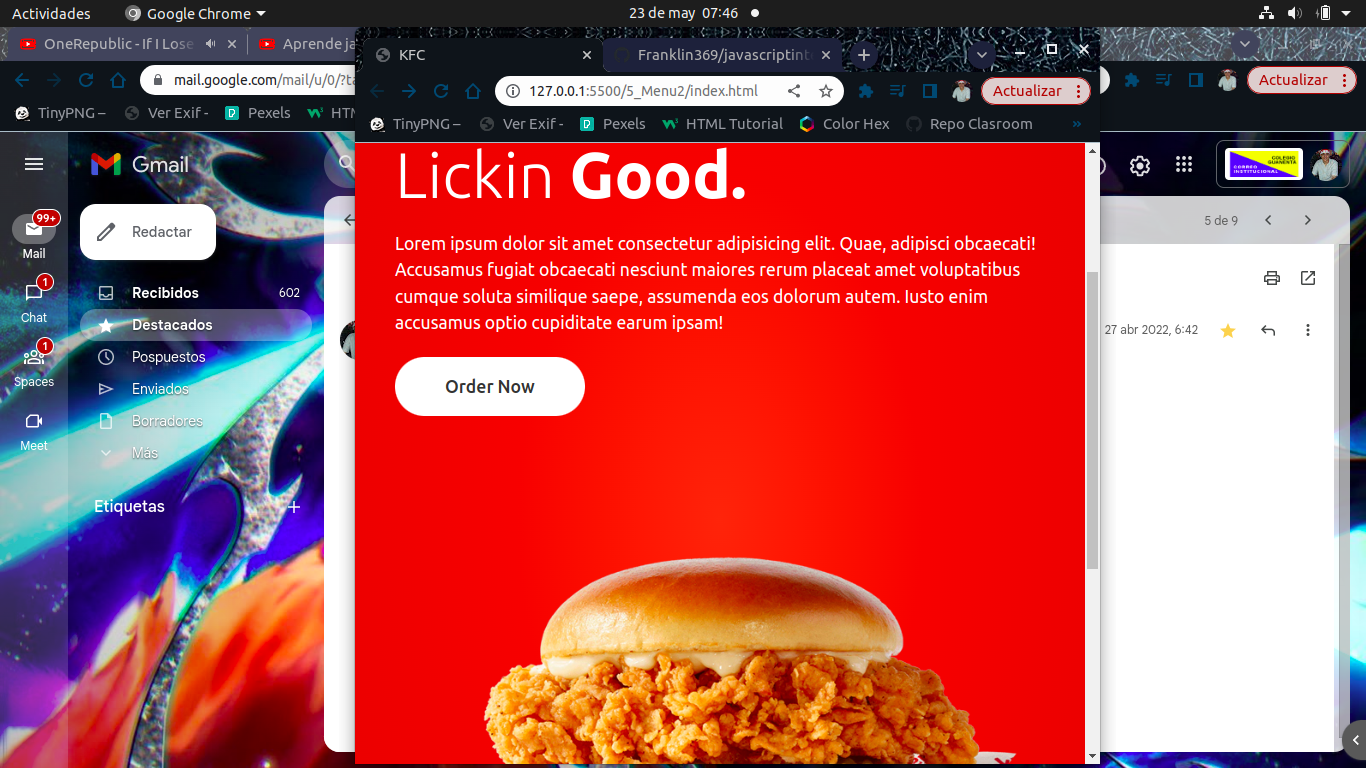 Actividades
Google Chrome
23 de may 07:46
OneRepublic - If I Lose
Aprende ja
KFC
Franklin369/javascriptint
mail.google.com/mail/u/0/?ta
127.0.0.1:5500/5_Menu2/index.html
Actualizar
Actualizar
TinyPNG –
Ver Exif -
Pexels
HTM
TinyPNG –
Ver Exif -
Pexels
HTML Tutorial
Color Hex
Repo Clasroom
»
Gmail
COLEGIO
GUANENTÁ
CORREO
INSTITUCIONAL
99+
Mail
1
Chat
1
Spaces
Meet
Redactar
Recibidos
602
Destacados
Pospuestos
Enviados
Borradores
Más
Etiquetas
5 de 9
27 abr 2022, 6:42
Lickin Good.
Lorem ipsum dolor sit amet consectetur adipisicing elit. Quae, adipisci obcaecati!
Accusamus fugiat obcaecati nesciunt maiores rerum placeat amet voluptatibus
cumque soluta similique saepe, assumenda eos dolorum autem. Iusto enim
accusamus optio cupiditate earum ipsam!
Order Now